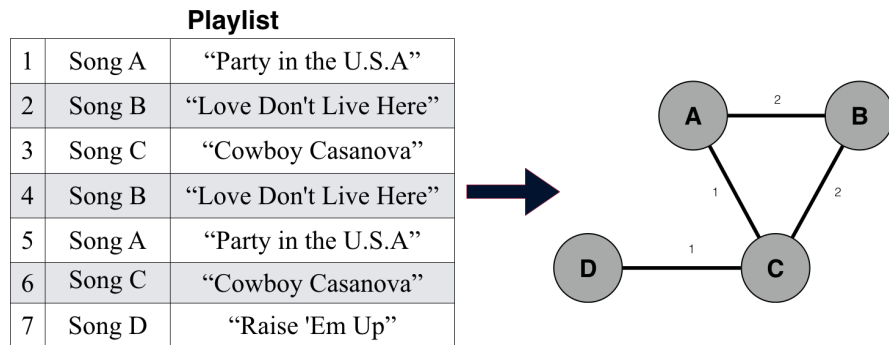 Playlist
1 Song A “Party in the U.S.A”
2 Song B “Love Don't Live Here”
3 Song C “Cowboy Casanova”
4 Song B “Love Don't Live Here”
5 Song A “Party in the U.S.A”
6 Song C “Cowboy Casanova”
7 Song D “Raise 'Em Up”
A 2 B
1 2
D 1 C